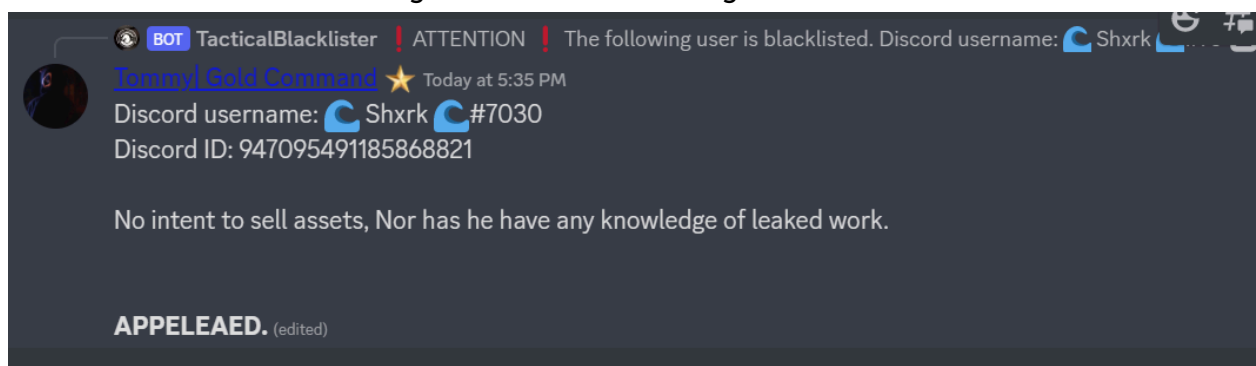 BOT TacticalBlacklister ❗ ATTENTION ❗ The following user is blacklisted. Discord username: 🌊 Shxrk 🌊
Tommy| Gold Command ⭐ Today at 5:35 PM
Discord username: 🌊 Shxrk 🌊#7030
Discord ID: 947095491185868821
No intent to sell assets, Nor has he have any knowledge of leaked work.
APPELEAED. (edited)